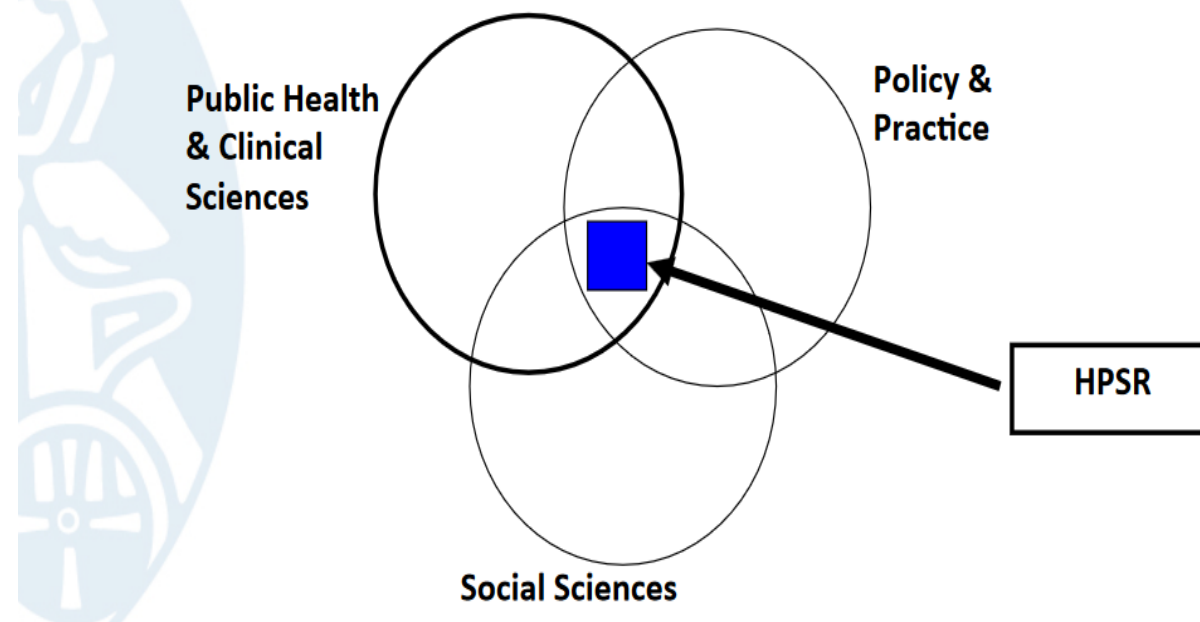 Public Health
& Clinical
Sciences
Policy &
Practice
HPSR
Social Sciences